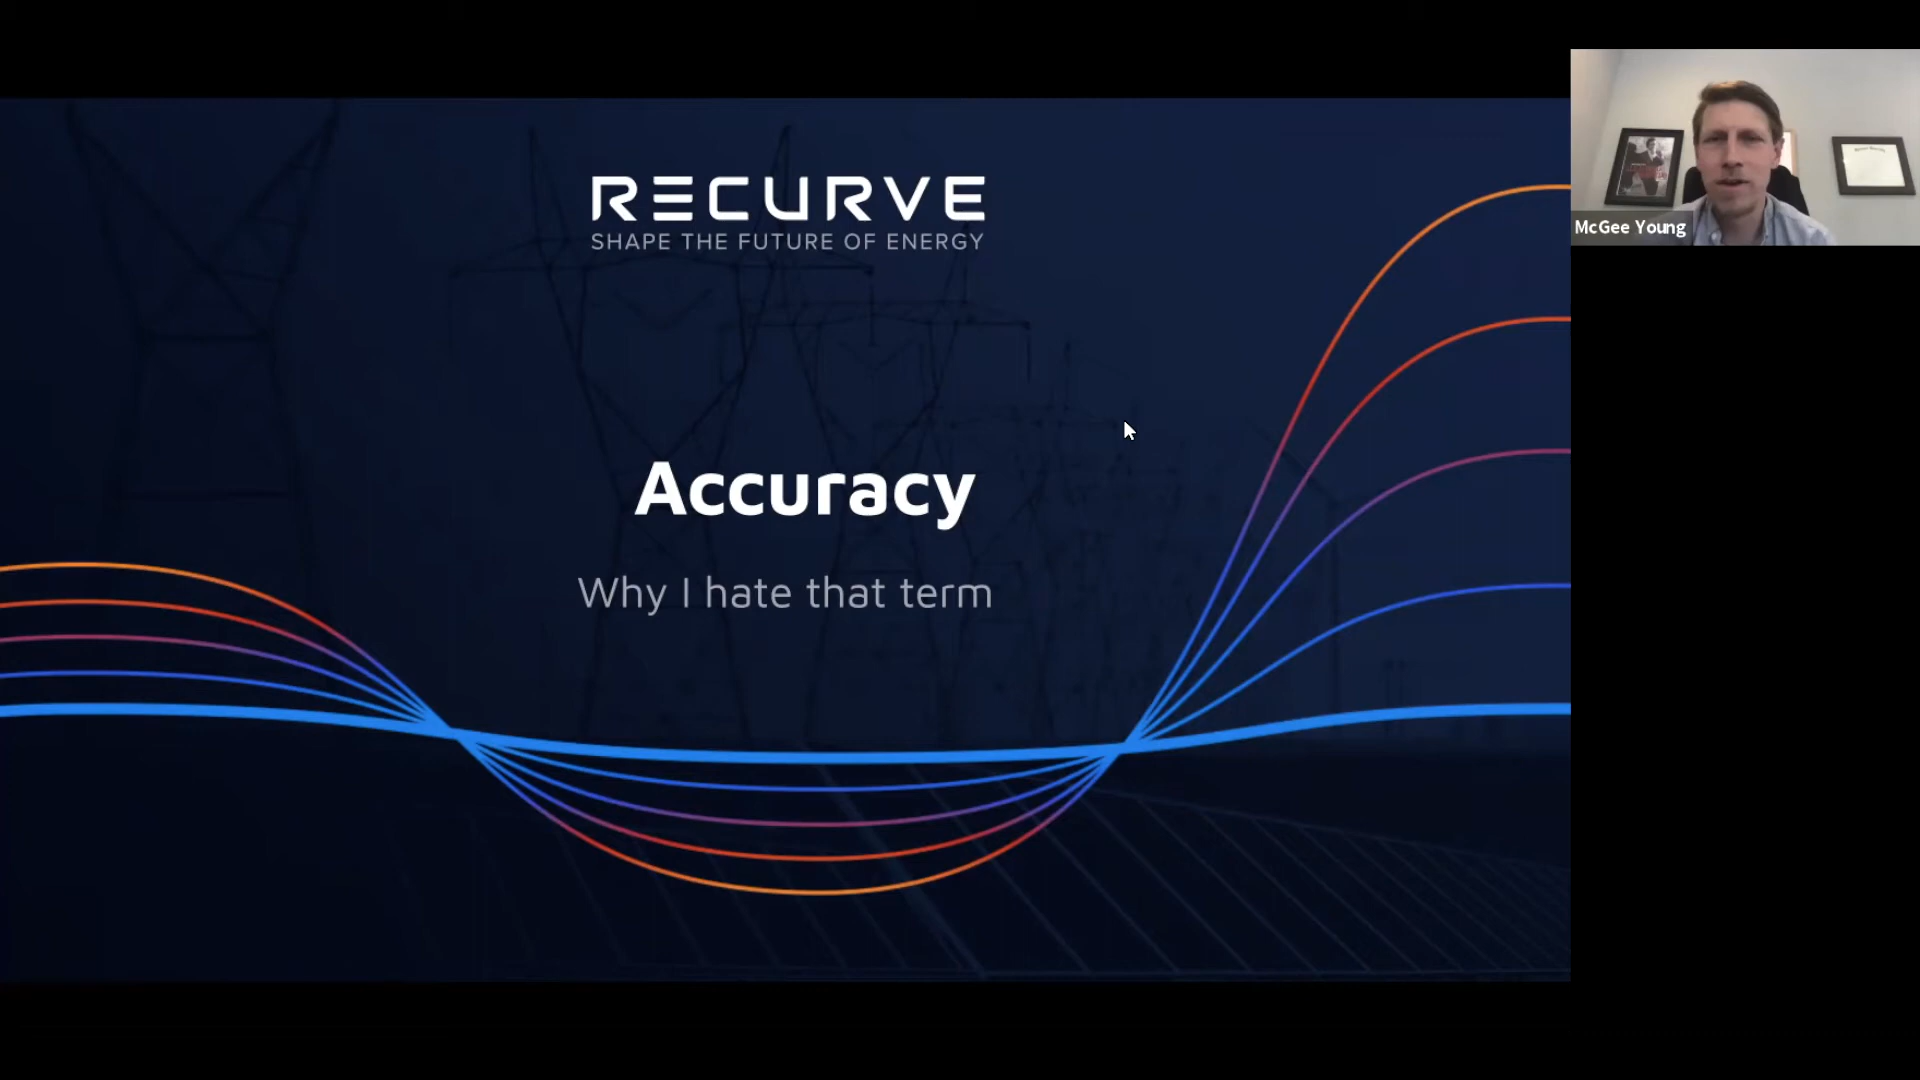 RECURVE
SHAPE THE FUTURE OF ENERGY
Accuracy
Why I hate that term
McGee Young